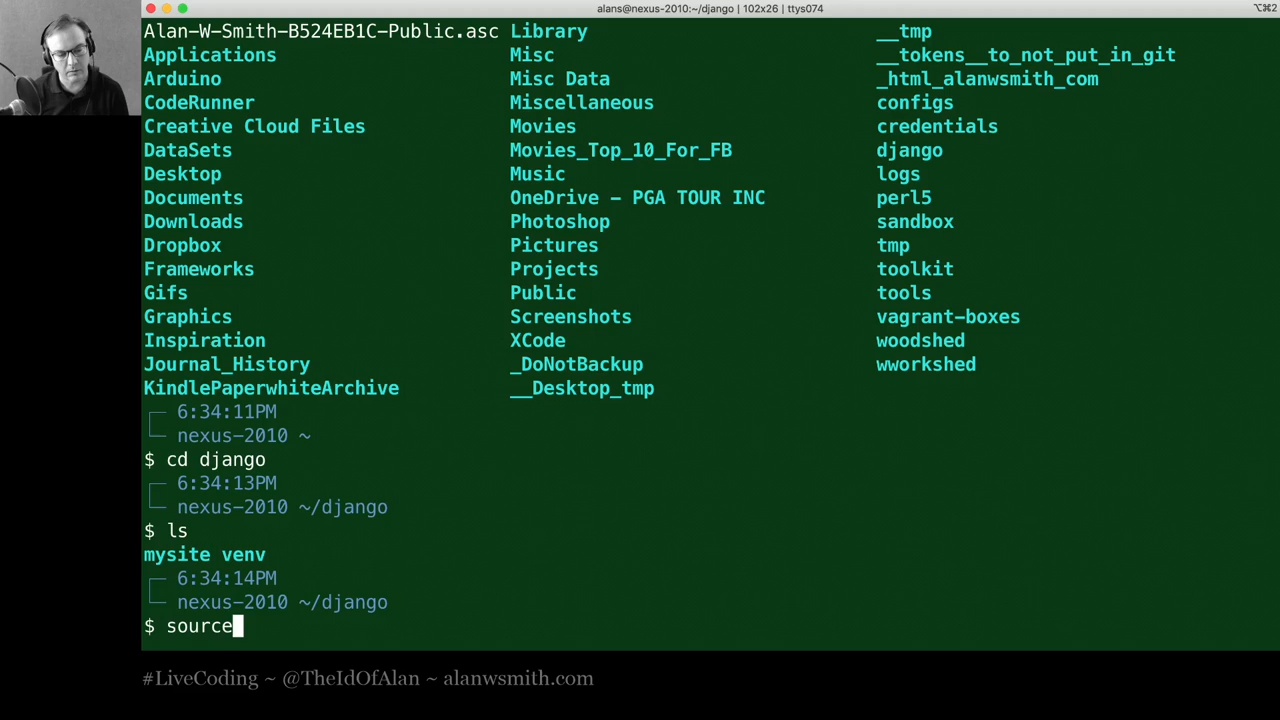 alans@nexus-2010:~/django | 102x26 | ttys074
⌥⌘2
Alan-W-Smith-B524EB1C-Public.asc Library __tmp
Applications Misc __tokens__to_not_put_in_git
Arduino Misc Data _html_alanwsmith_com
CodeRunner Miscellaneous configs
Creative Cloud Files Movies credentials
DataSets Movies_Top_10_For_FB django
Desktop Music logs
Documents OneDrive - PGA TOUR INC perl5
Downloads Photoshop sandbox
Dropbox Pictures tmp
Frameworks Projects toolkit
Gifs Public tools
Graphics Screenshots vagrant-boxes
Inspiration XCode woodshed
Journal_History _DoNotBackup wworkshed
KindlePaperwhiteArchive __Desktop_tmp
┌─ 6:34:11PM
└─ nexus-2010 ~
$ cd django
┌─ 6:34:13PM
└─ nexus-2010 ~/django
$ ls
mysite venv
┌─ 6:34:14PM
└─ nexus-2010 ~/django
$ source
#LiveCoding ~ @TheIdOfAlan ~ alanwsmith.com